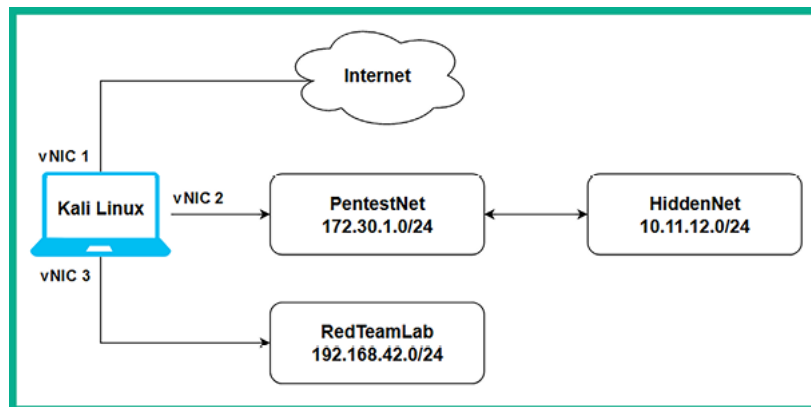 Internet
vNIC 1
Kali Linux
vNIC 2
PentestNet
172.30.1.0/24
HiddenNet
10.11.12.0/24
vNIC 3
RedTeamLab
192.168.42.0/24